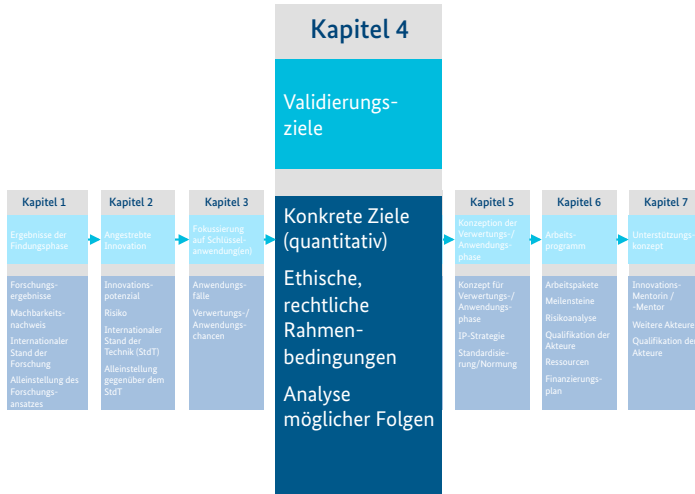 Kapitel 1
Ergebnisse der
Findungsphase
Forschungs-
ergebnisse
Machbarkeits-
nachweis
Internationaler
Stand der
Forschung
Alleinstellung des
Forschungs-
ansatzes
Kapitel 2
Angestrebte
Innovation
Innovations-
potenzial
Risiko
Internationaler
Stand der
Technik (StdT)
Alleinstellung
gegenüber dem
StdT
Kapitel 3
Fokussierung
auf Schlüssel-
anwendung(en)
Anwendungs-
fälle
Verwertungs-/
Anwendungs-
chancen
Kapitel 4
Validierungs-
ziele
Konkrete Ziele
(quantitativ)
Ethische,
rechtliche
Rahmen-
bedingungen
Analyse
möglicher Folgen
Kapitel 5
Konzeption der
Verwertungs-/
Anwendungs-
phase
Konzept für
Verwertungs-/
Anwendungs-
phase
IP-Strategie
Standardisie-
rung/Normung
Kapitel 6
Arbeits-
programm
Arbeitspakete
Meilensteine
Risikoanalyse
Qualifikation der
Akteure
Ressourcen
Finanzierungs-
plan
Kapitel 7
Unterstützungs-
konzept
Innovations-
Mentorin /
-Mentor
Weitere Akteure
Qualifikation der
Akteure